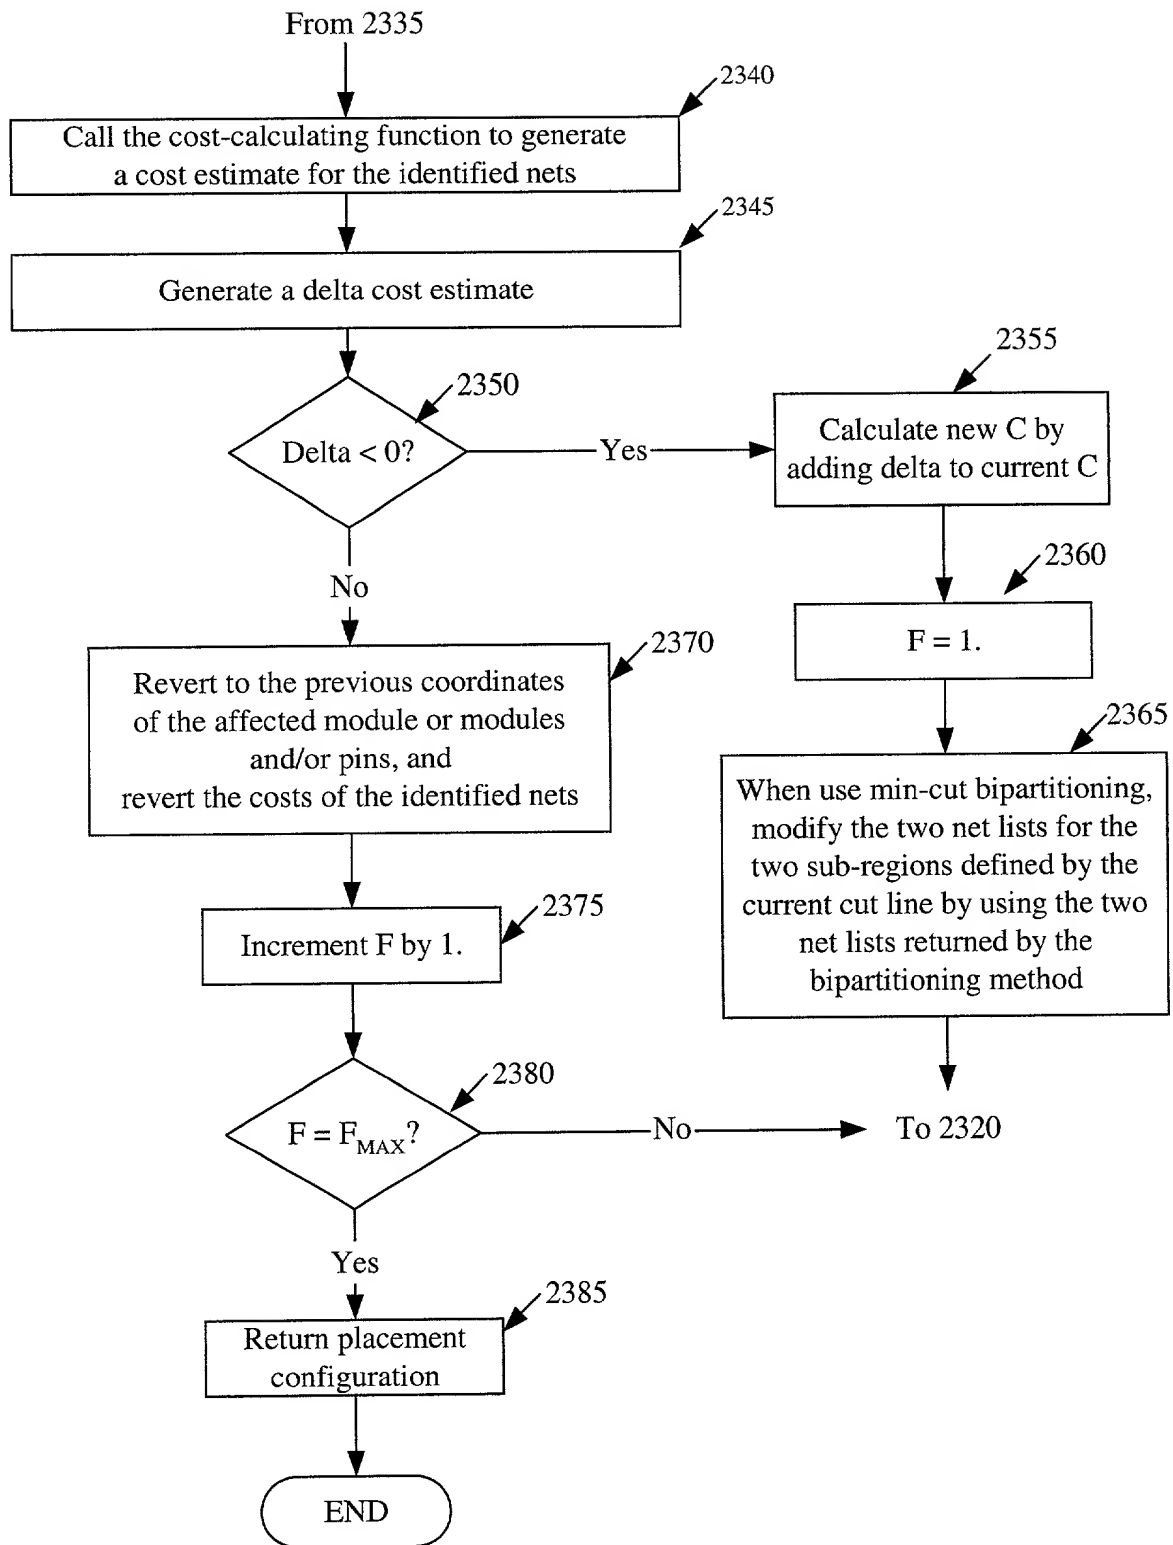 From 2335
2340
Call the cost-calculating function to generate
a cost estimate for the identified nets
2345
Generate a delta cost estimate
2350
Delta < 0?
Yes
2355
Calculate new C by
adding delta to current C
No
2360
F = 1.
2370
Revert to the previous coordinates
of the affected module or modules
and/or pins, and
revert the costs of the identified nets
2365
When use min-cut bipartitioning,
modify the two net lists for the
two sub-regions defined by the
current cut line by using the two
net lists returned by the
bipartitioning method
2375
Increment F by 1.
2380
F = FMAX?
No
To 2320
Yes
2385
Return placement
configuration
END